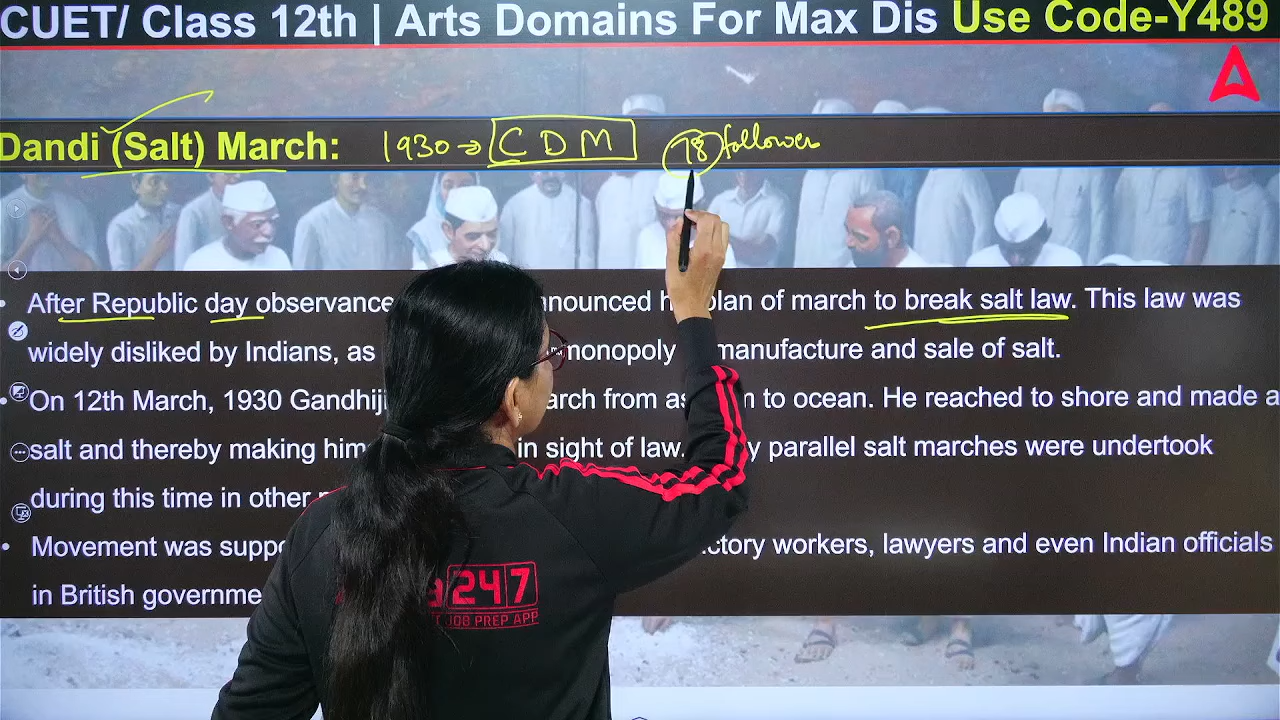 CUET/ Class 12th | Arts Domains For Max Dis Use Code-Y489
Dandi (Salt) March: 1930 → CDM 78 follower
• After Republic day observance nounced plan of march to break salt law. This law was
widely disliked by Indians, as monopoly manufacture and sale of salt.
• On 12th March, 1930 Gandhiji arch from as m to ocean. He reached to shore and made a
salt and thereby making him in sight of law. y parallel salt marches were undertook
during this time in other
• Movement was suppo ctory workers, lawyers and even Indian officials
in British governme
247
JOB PREP APP